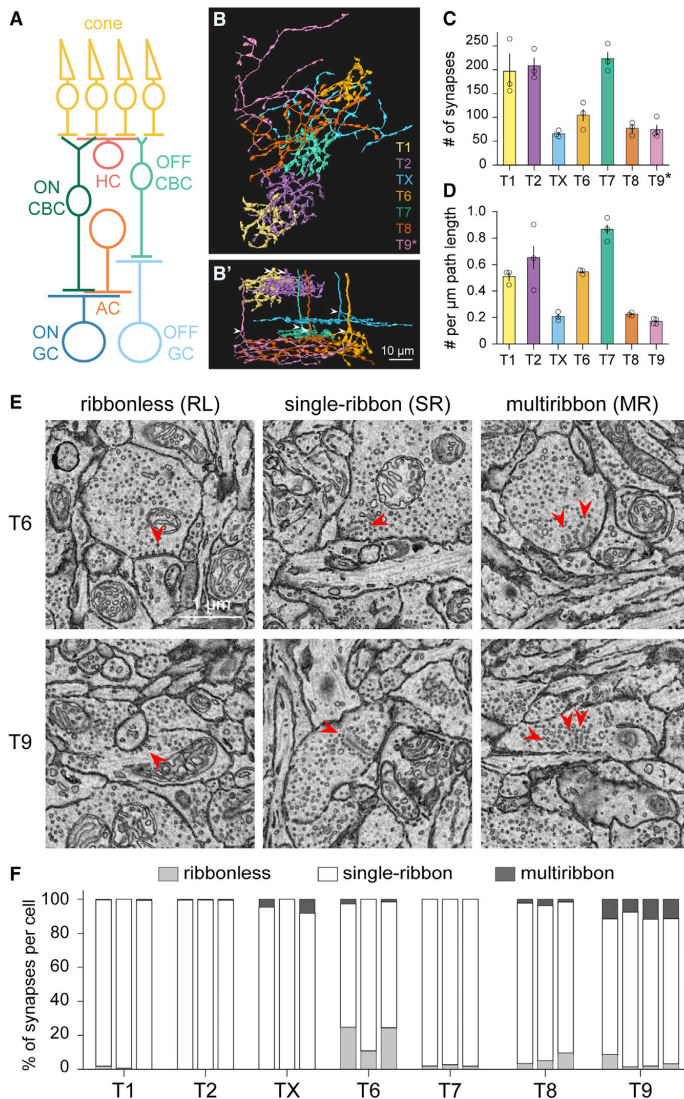 A
cone
ON
CBC
HC
OFF
CBC
AC
ON
GC
OFF
GC
B
T1
T2
TX
T6
T7
T8
T9*
B'
10 µm
C
# of synapses
200
150
100
50
0
T1 T2 TX T6 T7 T8 T9*
D
# per µm path length
1.0
0.8
0.6
0.4
0.2
0
T1 T2 TX T6 T7 T8 T9
E
ribbonless (RL) single-ribbon (SR) multiribbon (MR)
T6
1 µm
T9
F
ribbonless single-ribbon multiribbon
% of synapses per cell
100
80
60
40
20
0
T1 T2 TX T6 T7 T8 T9